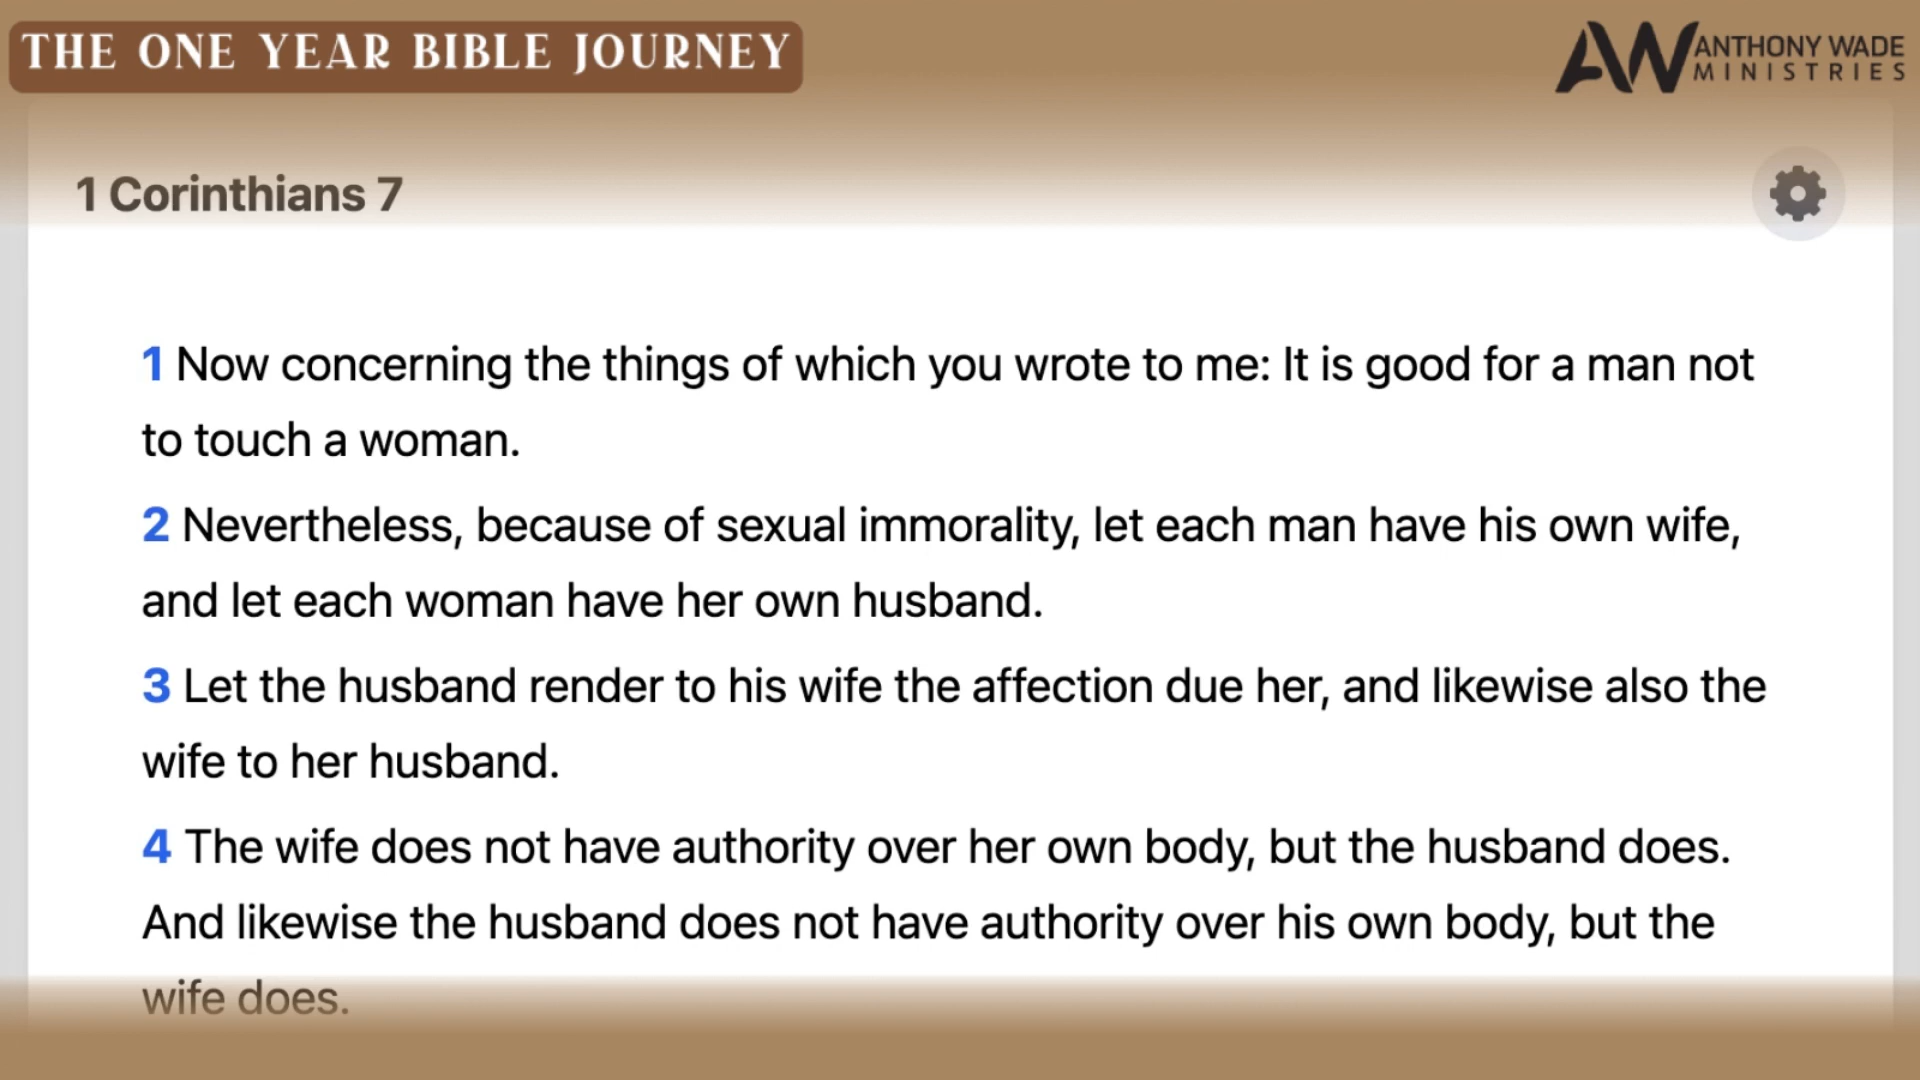 THE ONE YEAR BIBLE JOURNEY
AW ANTHONY WADE
MINISTRIES
1 Corinthians 7
1 Now concerning the things of which you wrote to me: It is good for a man not
to touch a woman.
2 Nevertheless, because of sexual immorality, let each man have his own wife,
and let each woman have her own husband.
3 Let the husband render to his wife the affection due her, and likewise also the
wife to her husband.
4 The wife does not have authority over her own body, but the husband does.
And likewise the husband does not have authority over his own body, but the
wife does.